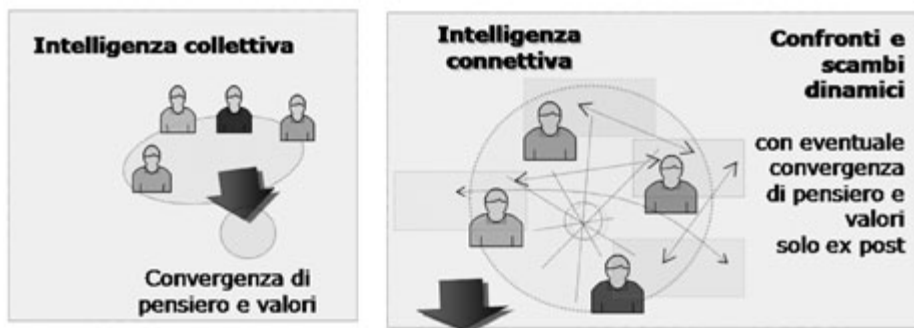 Intelligenza collettiva
Convergenza di
pensiero e valori
Intelligenza
connettiva
Confronti e
scambi
dinamici
con eventuale
convergenza
di pensiero e
valori
solo ex post